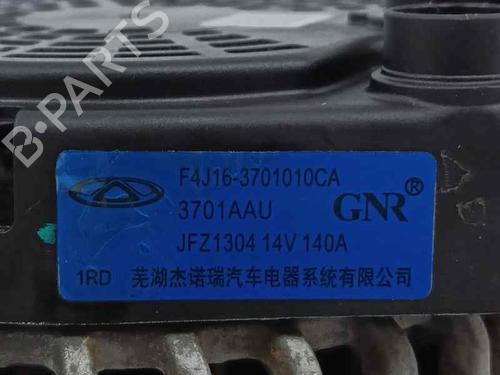 B-PARTS
F4J16-3701010CA
3701AAU
GNR®
JFZ1304 14V 140A
1RD 芜湖杰诺瑞汽车电器系统有限公司